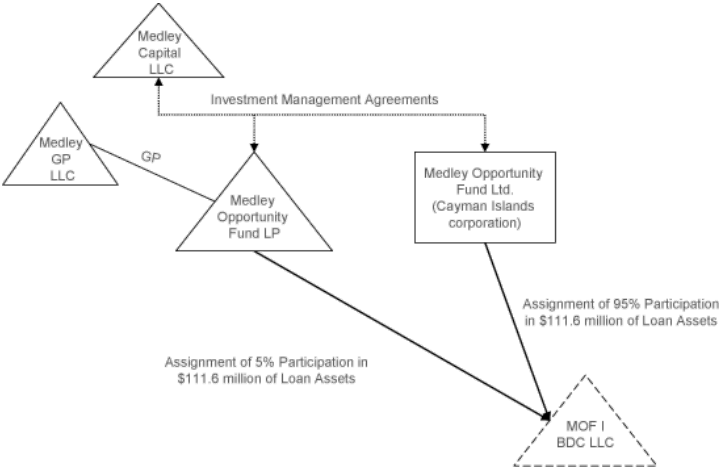 Medley
Capital
LLC
Investment Management Agreements
Medley
GP
LLC
GP
Medley
Opportunity
Fund LP
Medley Opportunity
Fund Ltd.
(Cayman Islands
corporation)
Assignment of 95% Participation
in $111.6 million of Loan Assets
Assignment of 5% Participation in
$111.6 million of Loan Assets
MOF I
BDC LLC